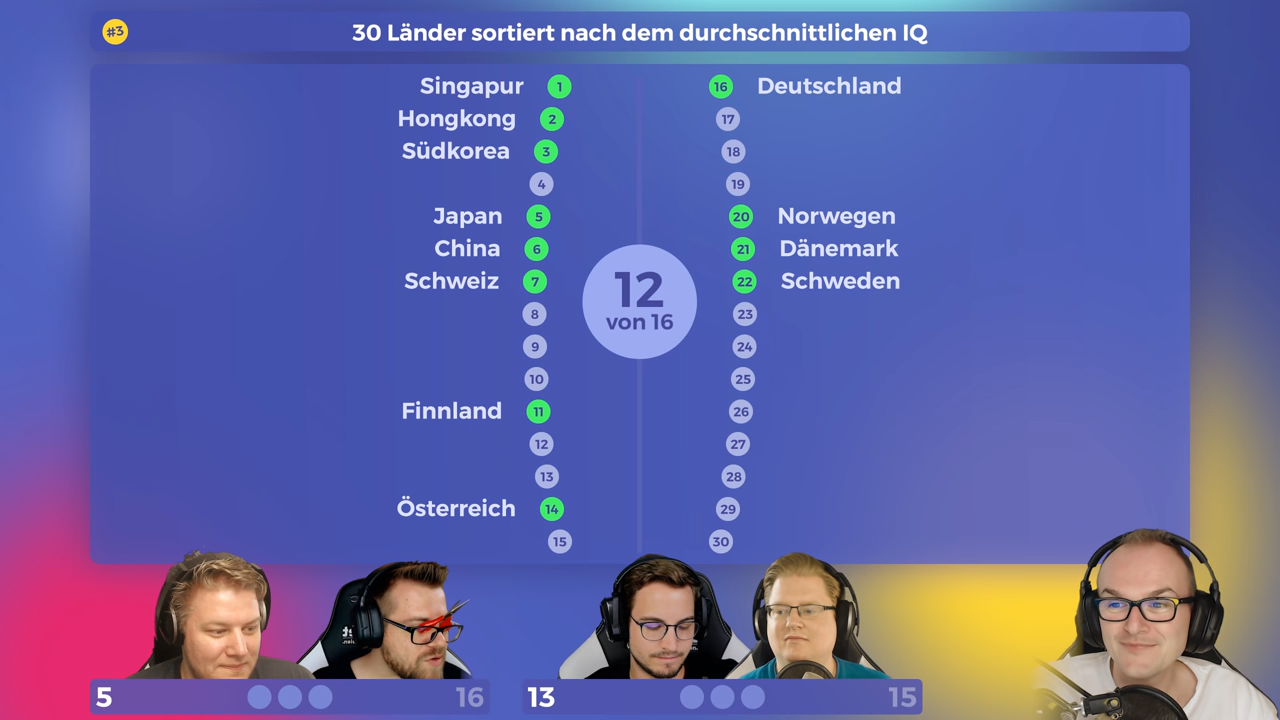 #3
30 Länder sortiert nach dem durchschnittlichen IQ
Singapur 1
Hongkong 2
Südkorea 3
4
Japan 5
China 6
Schweiz 7
8
9
10
Finnland 11
12
13
Österreich 14
15
12
von 16
16 Deutschland
17
18
19
20 Norwegen
21 Dänemark
22 Schweden
23
24
25
26
27
28
29
30
5
16
13
15